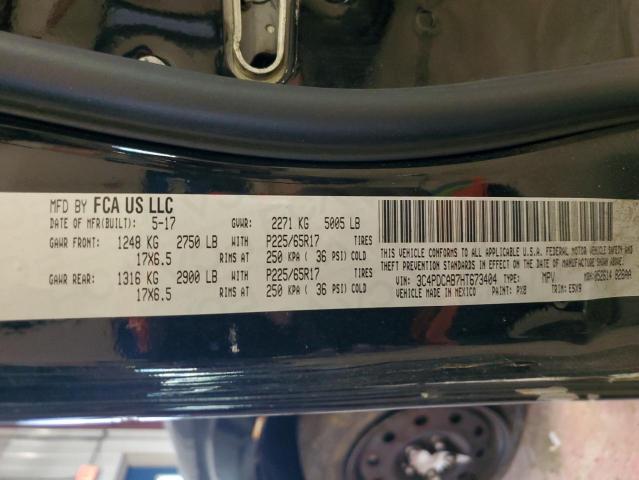 MFD BY FCA US LLC
DATE OF MFR(BUILT): 5-17 GVWR: 2271 KG 5005 LB
GAWR FRONT: 1248 KG 2750 LB WITH P225/65R17 TIRES
17X6.5 RIMS AT 250 KPA ( 36 PSI) COLD
GAWR REAR: 1316 KG 2900 LB WITH P225/65R17 TIRES
17X6.5 RIMS AT 250 KPA ( 36 PSI) COLD
THIS VEHICLE CONFORMS TO ALL APPLICABLE U.S.A. FEDERAL MOTOR VEHICLE SAFETY AND
THEFT PREVENTION STANDARDS IN EFFECT ON THE DATE OF MANUFACTURE SHOWN ABOVE.
VIN: 3C4PDCAB7HT673404 TYPE: MPV MDH: 052614 028AA
VEHICLE MADE IN MEXICO PAINT: PX8 TRIM: E5X9